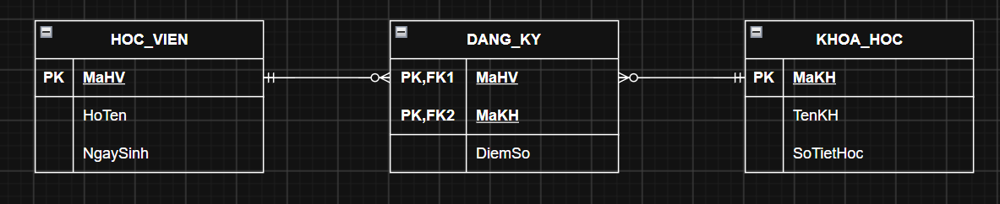 HOC_VIEN
PK MaHV
HoTen
NgaySinh
DANG_KY
PK,FK1 MaHV
PK,FK2 MaKH
DiemSo
KHOA_HOC
PK MaKH
TenKH
SoTietHoc